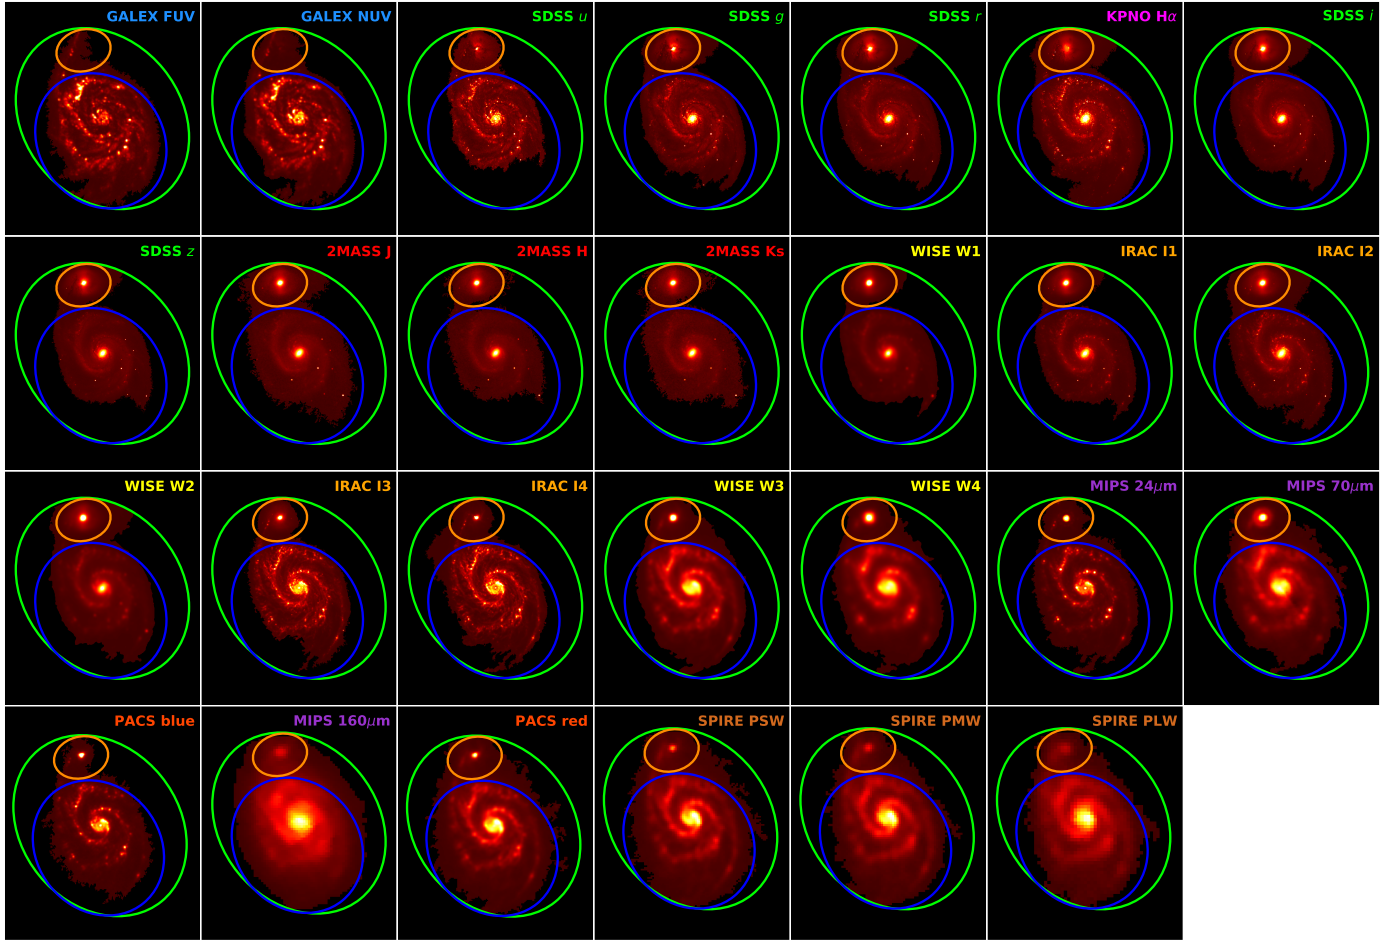 GALEX FUV
GALEX NUV
SDSS u
SDSS g
SDSS r
KPNO Hα
SDSS i
SDSS z
2MASS J
2MASS H
2MASS Ks
WISE W1
IRAC I1
IRAC I2
WISE W2
IRAC I3
IRAC I4
WISE W3
WISE W4
MIPS 24μm
MIPS 70μm
PACS blue
MIPS 160μm
PACS red
SPIRE PSW
SPIRE PMW
SPIRE PLW